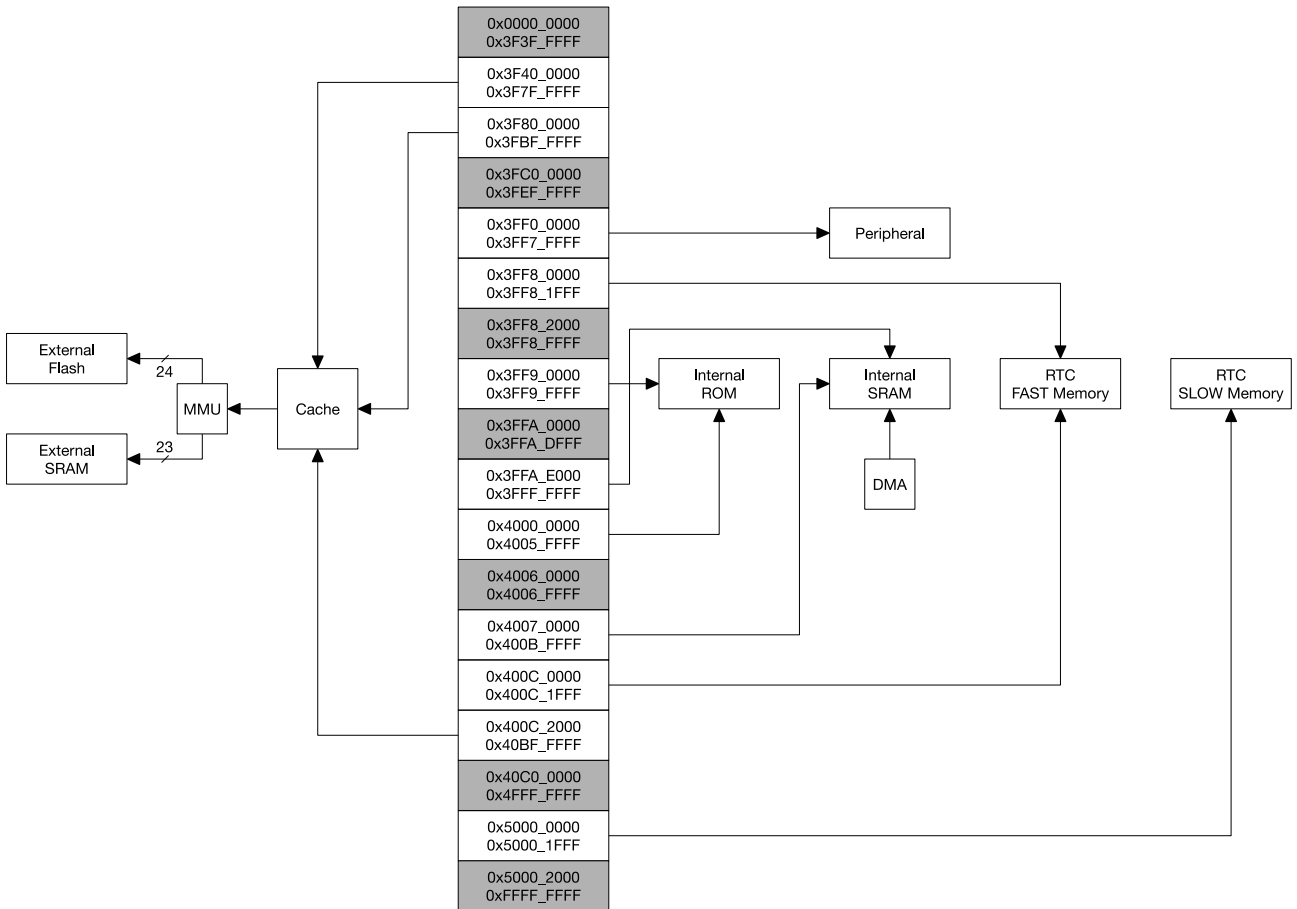 0x0000_0000
0x3F3F_FFFF
0x3F40_0000
0x3F7F_FFFF
0x3F80_0000
0x3FBF_FFFF
0x3FC0_0000
0x3FEF_FFFF
0x3FF0_0000
0x3FF7_FFFF
Peripheral
0x3FF8_0000
0x3FF8_1FFF
0x3FF8_2000
0x3FF8_FFFF
External
Flash
24
MMU
Cache
External
SRAM
23
0x3FF9_0000
0x3FF9_FFFF
Internal
ROM
Internal
SRAM
RTC
FAST Memory
RTC
SLOW Memory
0x3FFA_0000
0x3FFA_DFFF
0x3FFA_E000
0x3FFF_FFFF
DMA
0x4000_0000
0x4005_FFFF
0x4006_0000
0x4006_FFFF
0x4007_0000
0x400B_FFFF
0x400C_0000
0x400C_1FFF
0x400C_2000
0x40BF_FFFF
0x40C0_0000
0x4FFF_FFFF
0x5000_0000
0x5000_1FFF
0x5000_2000
0xFFFF_FFFF